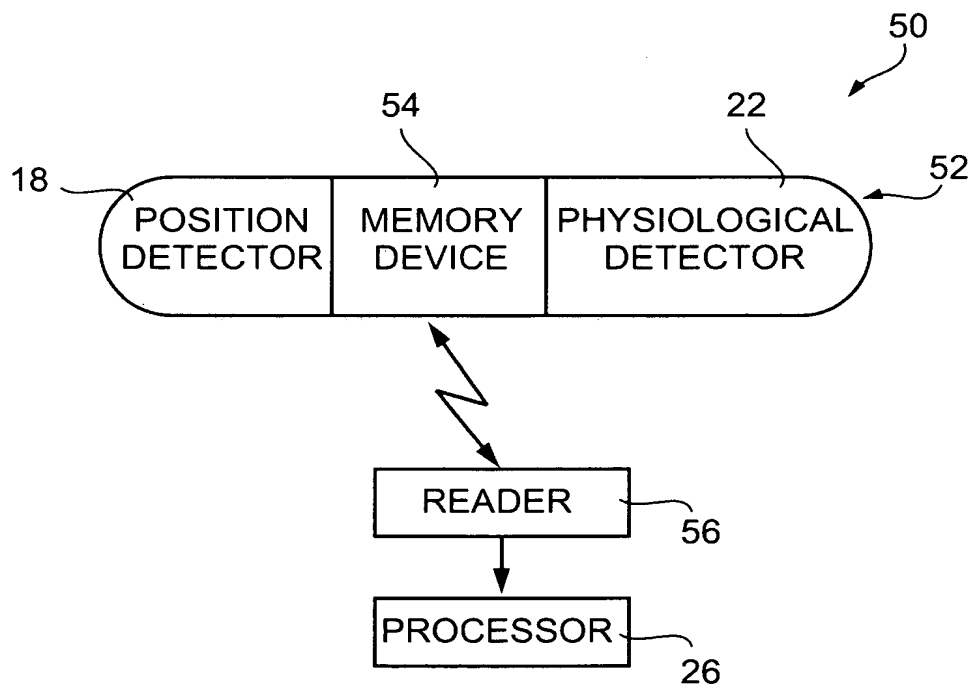 50
54
22
18
52
POSITION DETECTOR
MEMORY DEVICE
PHYSIOLOGICAL DETECTOR
READER
56
PROCESSOR
26